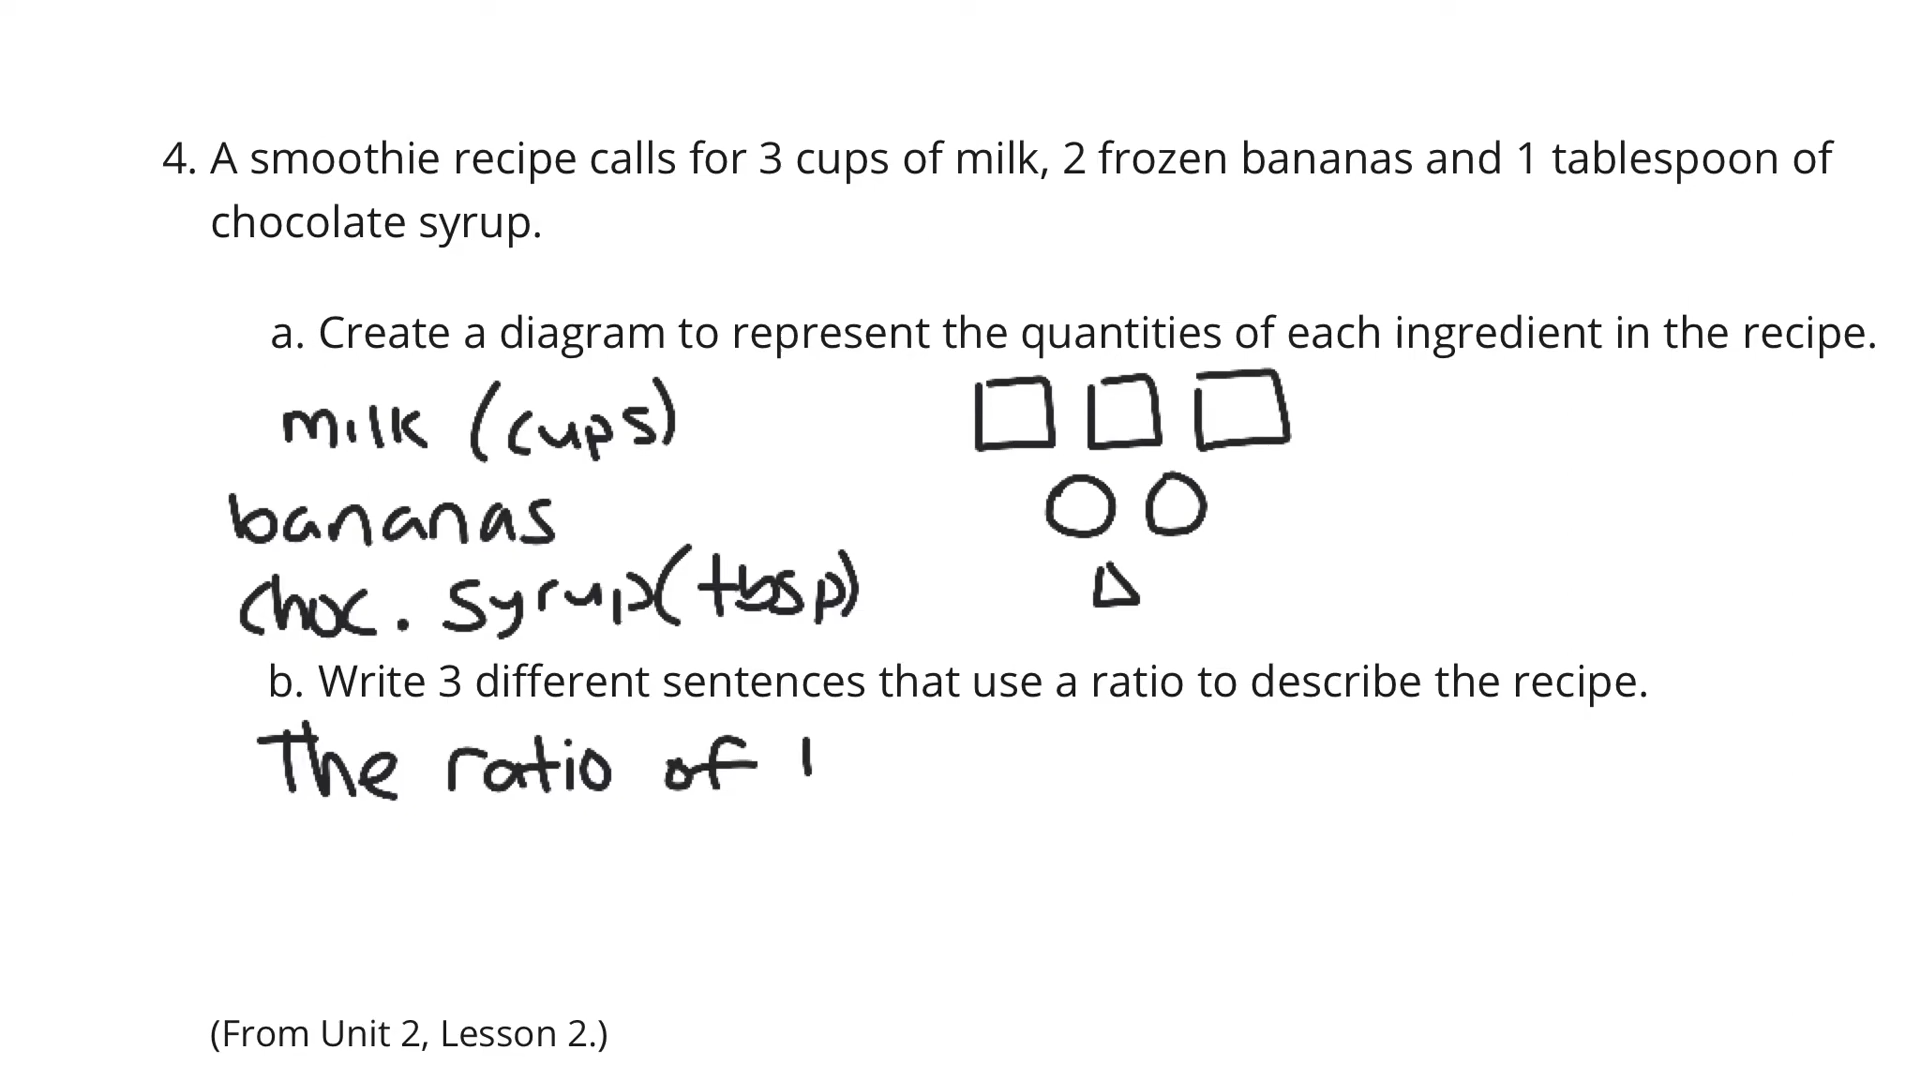 4. A smoothie recipe calls for 3 cups of milk, 2 frozen bananas and 1 tablespoon of
chocolate syrup.
a. Create a diagram to represent the quantities of each ingredient in the recipe.
milk (cups)
bananas
choc. syrup (tbsp)
b. Write 3 different sentences that use a ratio to describe the recipe.
The ratio of
(From Unit 2, Lesson 2.)